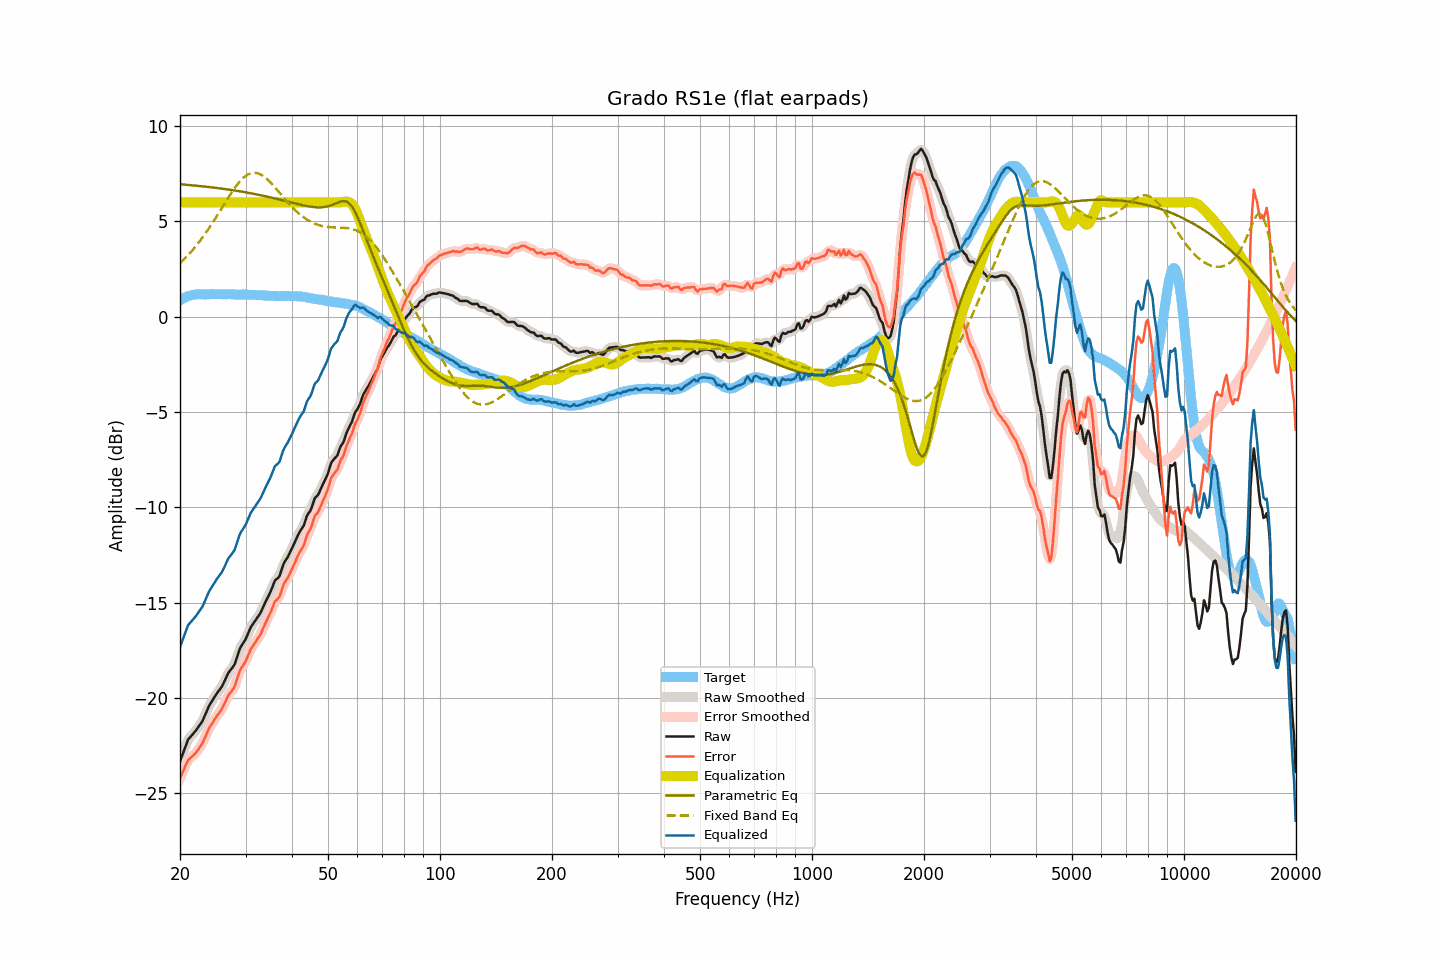 Grado RS1e (flat earpads)
Amplitude (dBr)
10
5
0
−5
−10
−15
−20
−25
Target
Raw Smoothed
Error Smoothed
Raw
Error
Equalization
Parametric Eq
Fixed Band Eq
Equalized
20 50 100 200 500 1000 2000 5000 10000 20000
Frequency (Hz)